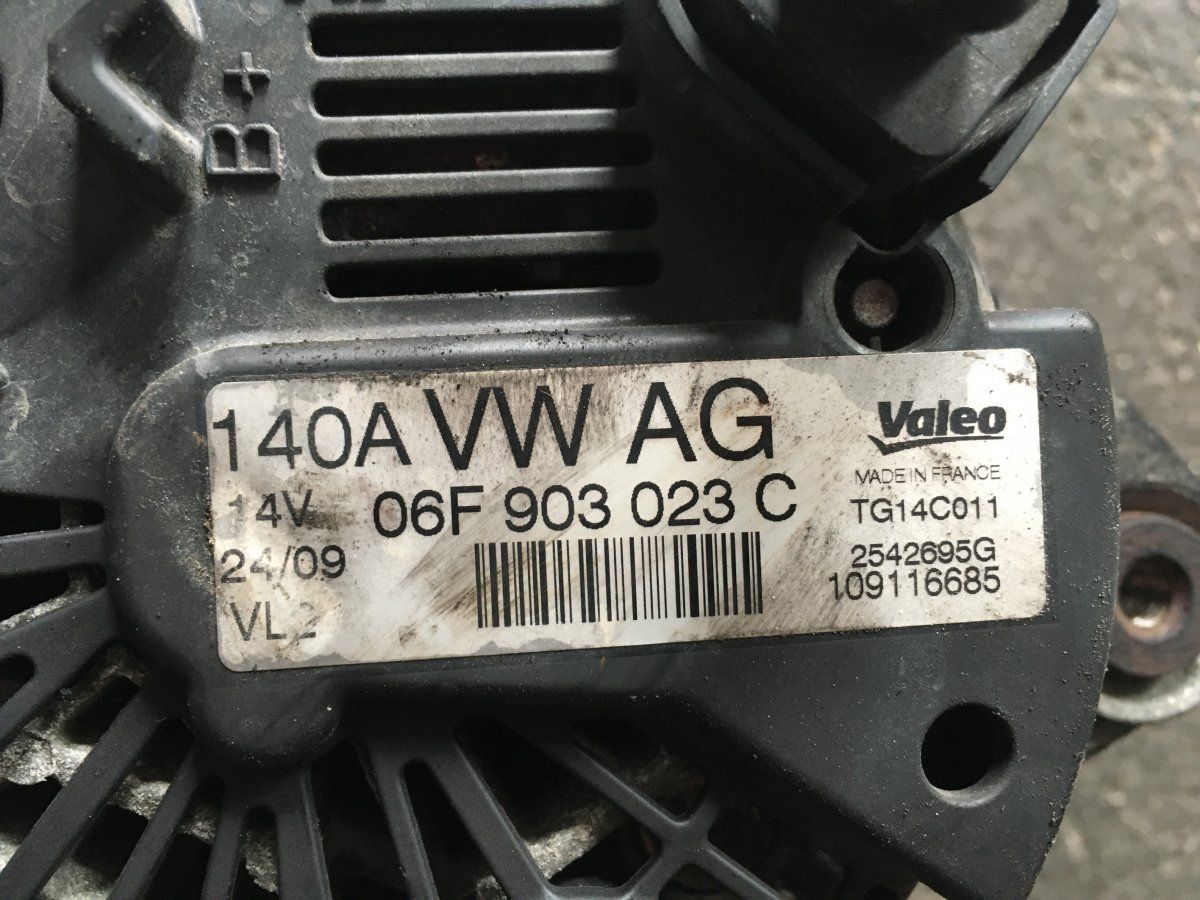 B+
140A VW AG
14V 06F 903 023 C
24/09
VL2
Valeo
MADE IN FRANCE
TG14C011
2542695G
109116685